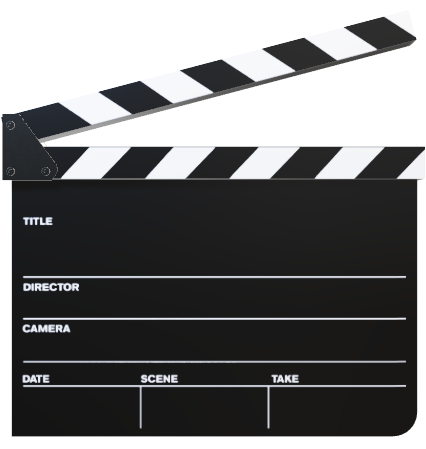 TITLE
DIRECTOR
CAMERA
DATE SCENE TAKE